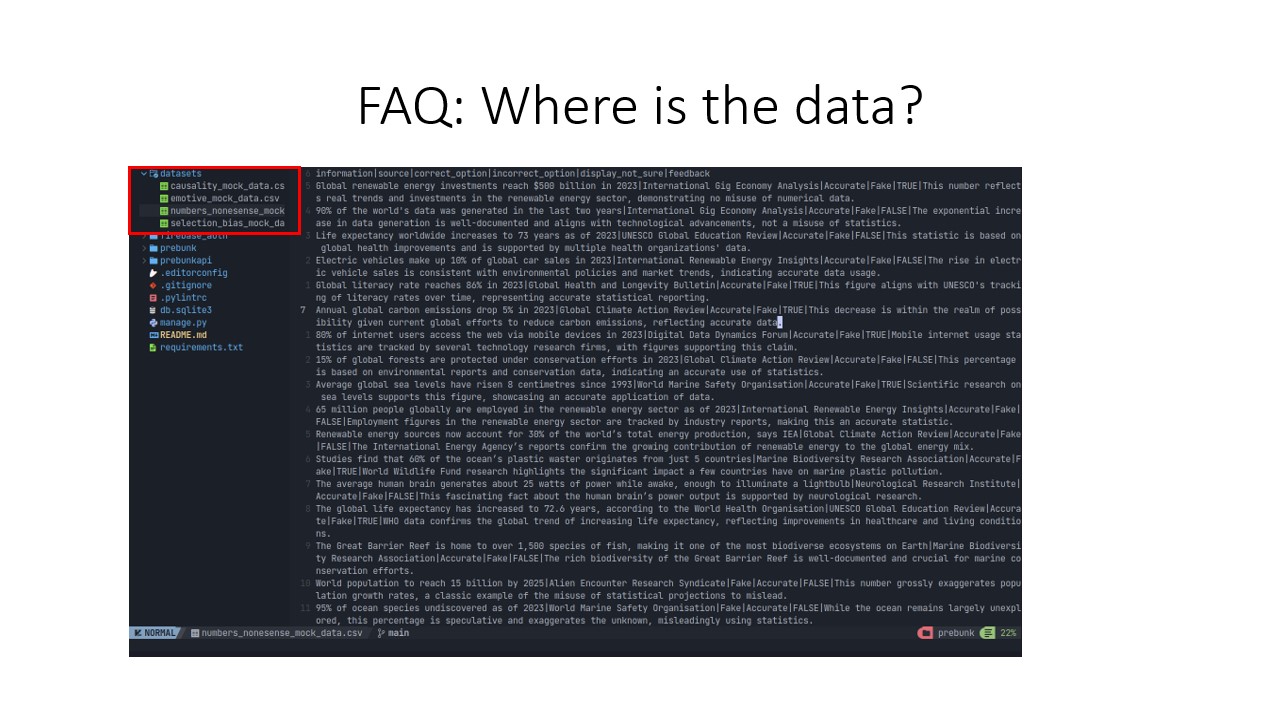 FAQ: Where is the data?
datasets
causality_mock_data.cs
emotive_mock_data.csv
numbers_nonesense_mock
selection_bias_mock_da
firebase_auth
prebunk
prebunkapi
.editorconfig
.gitignore
.pylintrc
db.sqlite3
manage.py
README.md
requirements.txt
6 information|source|correct_option|incorrect_option|display_not_sure|feedback
5 Global renewable energy investments reach $500 billion in 2023|International Gig Economy Analysis|Accurate|Fake|TRUE|This number reflect
s real trends and investments in the renewable energy sector, demonstrating no misuse of numerical data.
4 90% of the world's data was generated in the last two years|International Gig Economy Analysis|Accurate|Fake|FALSE|The exponential incre
ase in data generation is well-documented and aligns with technological advancements, not a misuse of statistics.
3 Life expectancy worldwide increases to 73 years as of 2023|UNESCO Global Education Review|Accurate|Fake|FALSE|This statistic is based on
global health improvements and is supported by multiple health organizations' data.
2 Electric vehicles make up 10% of global car sales in 2023|International Renewable Energy Insights|Accurate|Fake|FALSE|The rise in electr
ic vehicle sales is consistent with environmental policies and market trends, indicating accurate data usage.
1 Global literacy rate reaches 86% in 2023|Global Health and Longevity Bulletin|Accurate|Fake|TRUE|This figure aligns with UNESCO's tracki
ng of literacy rates over time, representing accurate statistical reporting.
7 Annual global carbon emissions drop 5% in 2023|Global Climate Action Review|Accurate|Fake|TRUE|This decrease is within the realm of poss
ibility given current global efforts to reduce carbon emissions, reflecting accurate data.
1 80% of internet users access the web via mobile devices in 2023|Digital Data Dynamics Forum|Accurate|Fake|TRUE|Mobile internet usage sta
tistics are tracked by several technology research firms, with figures supporting this claim.
2 15% of global forests are protected under conservation efforts in 2023|Global Climate Action Review|Accurate|Fake|FALSE|This percentage
is based on environmental reports and conservation data, indicating an accurate use of statistics.
3 Average global sea levels have risen 8 centimetres since 1993|World Marine Safety Organisation|Accurate|Fake|TRUE|Scientific research on
sea levels supports this figure, showcasing an accurate application of data.
4 65 million people globally are employed in the renewable energy sector as of 2023|International Renewable Energy Insights|Accurate|Fake|
FALSE|Employment figures in the renewable energy sector are tracked by industry reports, making this an accurate statistic.
5 Renewable energy sources now account for 30% of the world’s total energy production, says IEA|Global Climate Action Review|Accurate|Fake
|FALSE|The International Energy Agency’s reports confirm the growing contribution of renewable energy to the global energy mix.
6 Studies find that 60% of the ocean’s plastic waster originates from just 5 countries|Marine Biodiversity Research Association|Accurate|F
ake|TRUE|World Wildlife Fund research highlights the significant impact a few countries have on marine plastic pollution.
7 The average human brain generates about 25 watts of power while awake, enough to illuminate a lightbulb|Neurological Research Institute|
Accurate|Fake|FALSE|This fascinating fact about the human brain’s power output is supported by neurological research.
8 The global life expectancy has increased to 72.6 years, according to the World Health Organisation|UNESCO Global Education Review|Accura
te|Fake|TRUE|WHO data confirms the global trend of increasing life expectancy, reflecting improvements in healthcare and living conditio
ns.
9 The Great Barrier Reef is home to over 1,500 species of fish, making it one of the most biodiverse ecosystems on Earth|Marine Biodiversi
ty Research Association|Accurate|Fake|FALSE|The rich biodiversity of the Great Barrier Reef is well-documented and crucial for marine co
nservation efforts.
10 World population to reach 15 billion by 2025|Alien Encounter Research Syndicate|Fake|Accurate|FALSE|This number grossly exaggerates popu
lation growth rates, a classic example of the misuse of statistical projections to mislead.
11 95% of ocean species undiscovered as of 2023|World Marine Safety Organisation|Fake|Accurate|FALSE|While the ocean remains largely unexpl
ored, this percentage is speculative and exaggerates the unknown, misleadingly using statistics.
NORMAL numbers_nonesense_mock_data.csv main prebunk 22%